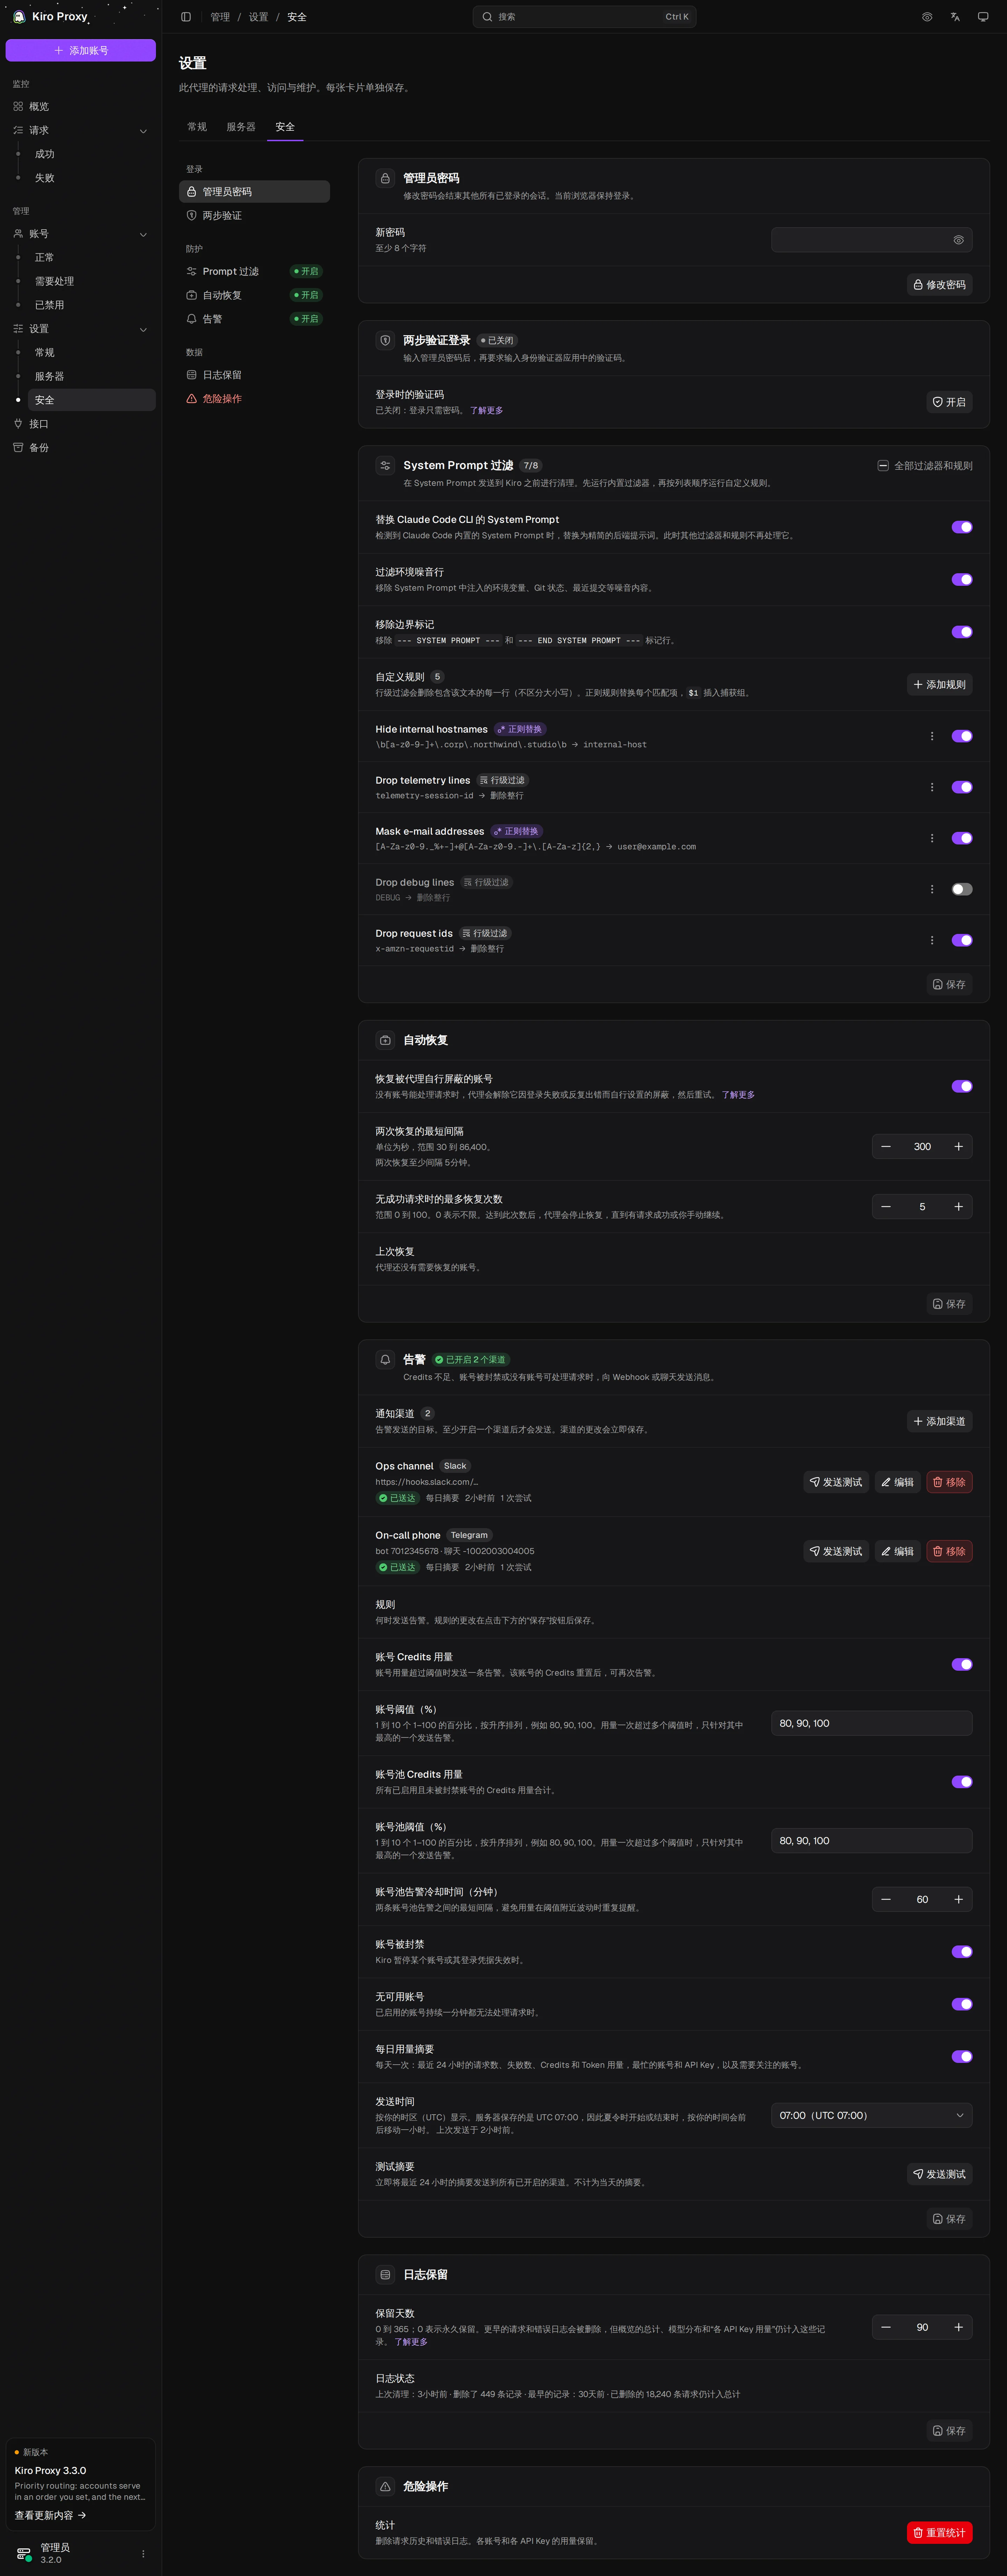 Kiro Proxy
管理 / 设置 / 安全
搜索
Ctrl K
添加账号
监控
概览
请求
成功
失败
管理
账号
正常
需要处理
已禁用
设置
常规
服务器
安全
接口
备份
设置
此代理的请求处理、访问与维护。每张卡片单独保存。
常规
服务器
安全
登录
管理员密码
两步验证
防护
Prompt 过滤
开启
自动恢复
开启
告警
开启
数据
日志保留
危险操作
管理员密码
修改密码会结束其他所有已登录的会话。当前浏览器保持登录。
新密码
至少 8 个字符
修改密码
两步验证登录 已关闭
输入管理员密码后，再要求输入身份验证器应用中的验证码。
登录时的验证码
已关闭：登录只需密码。 了解更多
开启
System Prompt 过滤 7/8
全部过滤器和规则
在 System Prompt 发送到 Kiro 之前进行清理。先运行内置过滤器，再按列表顺序运行自定义规则。
替换 Claude Code CLI 的 System Prompt
检测到 Claude Code 内置的 System Prompt 时，替换为精简的后端提示词。此时其他过滤器和规则不再处理它。
过滤环境噪音行
移除 System Prompt 中注入的环境变量、Git 状态、最近提交等噪音内容。
移除边界标记
移除 --- SYSTEM PROMPT --- 和 --- END SYSTEM PROMPT --- 标记行。
自定义规则 5
行级过滤会删除包含该文本的每一行（不区分大小写）。正则规则替换每个匹配项， $1 插入捕获组。
添加规则
Hide internal hostnames 正则替换
\b[a-z0-9-]+\.corp\.northwind\.studio\b → internal-host
Drop telemetry lines 行级过滤
telemetry-session-id → 删除整行
Mask e-mail addresses 正则替换
[A-Za-z0-9._%+-]+@[A-Za-z0-9.-]+\.[A-Za-z]{2,} → user@example.com
Drop debug lines 行级过滤
DEBUG → 删除整行
Drop request ids 行级过滤
x-amzn-requestid → 删除整行
保存
自动恢复
恢复被代理自行屏蔽的账号
没有账号能处理请求时，代理会解除它因登录失败或反复出错而自行设置的屏蔽，然后重试。 了解更多
两次恢复的最短间隔
单位为秒，范围 30 到 86,400。
两次恢复至少间隔 5分钟。
300
无成功请求时的最多恢复次数
范围 0 到 100。0 表示不限。达到此次数后，代理会停止恢复，直到有请求成功或你手动继续。
5
上次恢复
代理还没有需要恢复的账号。
保存
告警 已开启 2 个渠道
Credits 不足、账号被封禁或没有账号可处理请求时，向 Webhook 或聊天发送消息。
通知渠道 2
告警发送的目标。至少开启一个渠道后才会发送。渠道的更改会立即保存。
添加渠道
Ops channel Slack
https://hooks.slack.com/...
已送达 每日摘要 2小时前 1 次尝试
发送测试
编辑
移除
On-call phone Telegram
bot 7012345678 · 聊天 -1002003004005
已送达 每日摘要 2小时前 1 次尝试
发送测试
编辑
移除
规则
何时发送告警。规则的更改在点击下方的“保存”按钮后保存。
账号 Credits 用量
账号用量超过阈值时发送一条告警。该账号的 Credits 重置后，可再次告警。
账号阈值（%）
1 到 10 个 1–100 的百分比，按升序排列，例如 80, 90, 100。用量一次超过多个阈值时，只针对其中
最高的一个发送告警。
80, 90, 100
账号池 Credits 用量
所有已启用且未被封禁账号的 Credits 用量合计。
账号池阈值（%）
1 到 10 个 1–100 的百分比，按升序排列，例如 80, 90, 100。用量一次超过多个阈值时，只针对其中
最高的一个发送告警。
80, 90, 100
账号池告警冷却时间（分钟）
两条账号池告警之间的最短间隔，避免用量在阈值附近波动时重复提醒。
60
账号被封禁
Kiro 暂停某个账号或其登录凭据失效时。
无可用账号
已启用的账号持续一分钟都无法处理请求时。
每日用量摘要
每天一次：最近 24 小时的请求数、失败数、Credits 和 Token 用量，最忙的账号和 API Key，以及需要关注的账号。
发送时间
按你的时区（UTC）显示。服务器保存的是 UTC 07:00，因此夏令时开始或结束时，按你的时间会前
后移动一小时。 上次发送于 2小时前。
07:00（UTC 07:00）
测试摘要
立即将最近 24 小时的摘要发送到所有已开启的渠道。不计为当天的摘要。
发送测试
保存
日志保留
保留天数
0 到 365；0 表示永久保留。更早的请求和错误日志会被删除，但概览的总计、模型分布和“各 API Key 用量”仍计入这些记
录。 了解更多
90
日志状态
上次清理：3小时前 · 删除了 449 条记录 · 最早的记录：30天前 · 已删除的 18,240 条请求仍计入总计
保存
危险操作
统计
删除请求历史和错误日志。各账号和各 API Key 的用量保留。
重置统计
新版本
Kiro Proxy 3.3.0
Priority routing: accounts serve
in an order you set, and the next...
查看更新内容 →
管理员
3.2.0